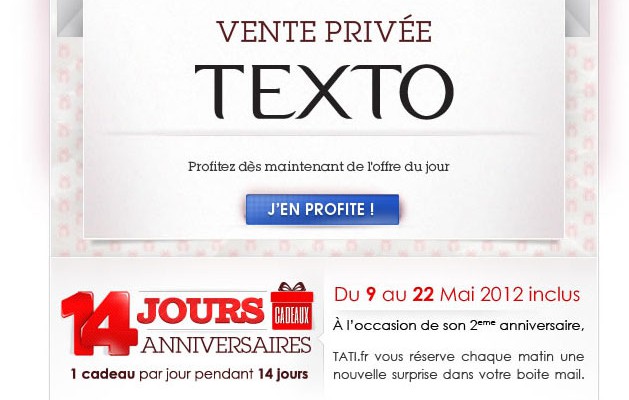 VENTE PRIVÉE
TEXTO
Profitez dès maintenant de l'offre du jour
J'EN PROFITE !
14 JOURS CADEAUX
ANNIVERSAIRES
1 cadeau par jour pendant 14 jours
Du 9 au 22 Mai 2012 inclus
À l'occasion de son 2eme anniversaire,
TATI.fr vous réserve chaque matin une
nouvelle surprise dans votre boite mail.